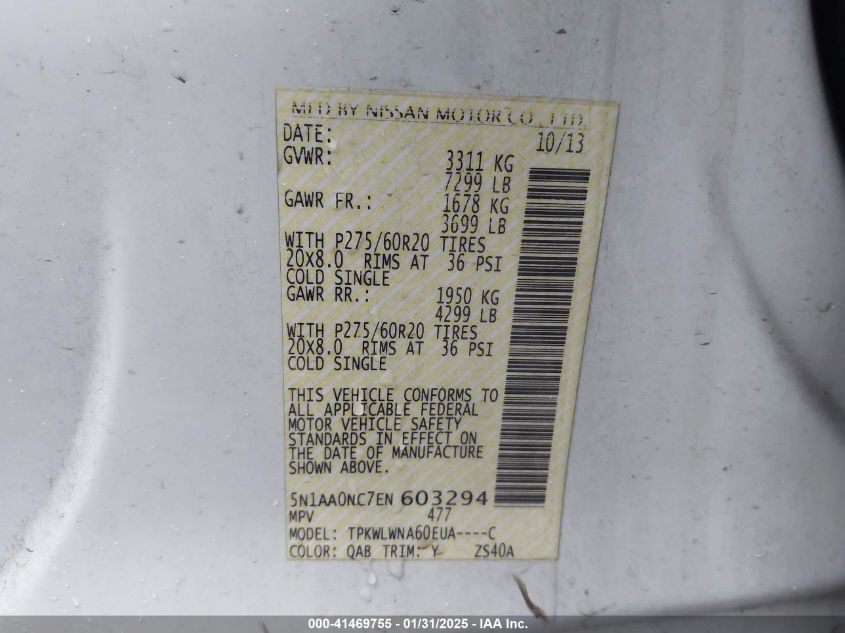 MFD BY NISSAN MOTOR CO., LTD.
DATE: 10/13
GVWR: 3311 KG
7299 LB
GAWR FR.: 1678 KG
3699 LB
WITH P275/60R20 TIRES
20X8.0 RIMS AT 36 PSI
COLD SINGLE
GAWR RR.: 1950 KG
4299 LB
WITH P275/60R20 TIRES
20X8.0 RIMS AT 36 PSI
COLD SINGLE
THIS VEHICLE CONFORMS TO
ALL APPLICABLE FEDERAL
MOTOR VEHICLE SAFETY
STANDARDS IN EFFECT ON
THE DATE OF MANUFACTURE
SHOWN ABOVE.
5N1AA0NC7EN 603294
MPV 477
MODEL: TPKWLWNA60EUA----C
COLOR: QAB TRIM: Y ZS40A
000-41469755 - 01/31/2025 - IAA Inc.